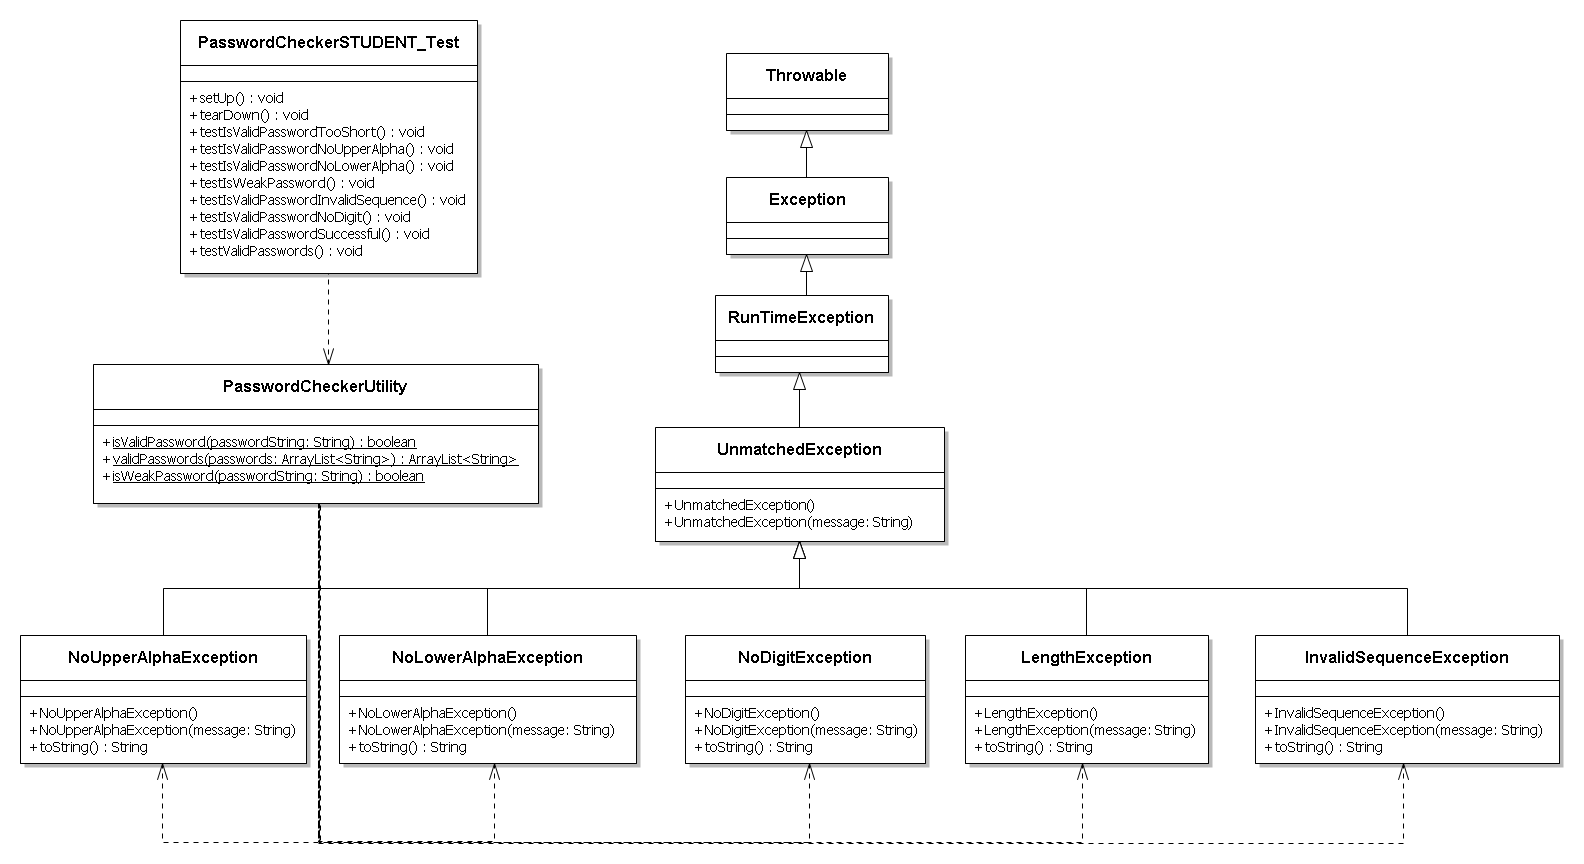 PasswordCheckerSTUDENT_Test
+setUp() : void
+tearDown() : void
+testIsValidPasswordTooShort() : void
+testIsValidPasswordNoUpperAlpha() : void
+testIsValidPasswordNoLowerAlpha() : void
+testIsWeakPassword() : void
+testIsValidPasswordInvalidSequence() : void
+testIsValidPasswordNoDigit() : void
+testIsValidPasswordSuccessful() : void
+testValidPasswords() : void
Throwable
Exception
RunTimeException
PasswordCheckerUtility
+isValidPassword(passwordString: String) : boolean
+validPasswords(passwords: ArrayList<String>) : ArrayList<String>
+isWeakPassword(passwordString: String) : boolean
UnmatchedException
+UnmatchedException()
+UnmatchedException(message: String)
NoUpperAlphaException
+NoUpperAlphaException()
+NoUpperAlphaException(message: String)
+toString() : String
NoLowerAlphaException
+NoLowerAlphaException()
+NoLowerAlphaException(message: String)
+toString() : String
NoDigitException
+NoDigitException()
+NoDigitException(message: String)
+toString() : String
LengthException
+LengthException()
+LengthException(message: String)
+toString() : String
InvalidSequenceException
+InvalidSequenceException()
+InvalidSequenceException(message: String)
+toString() : String